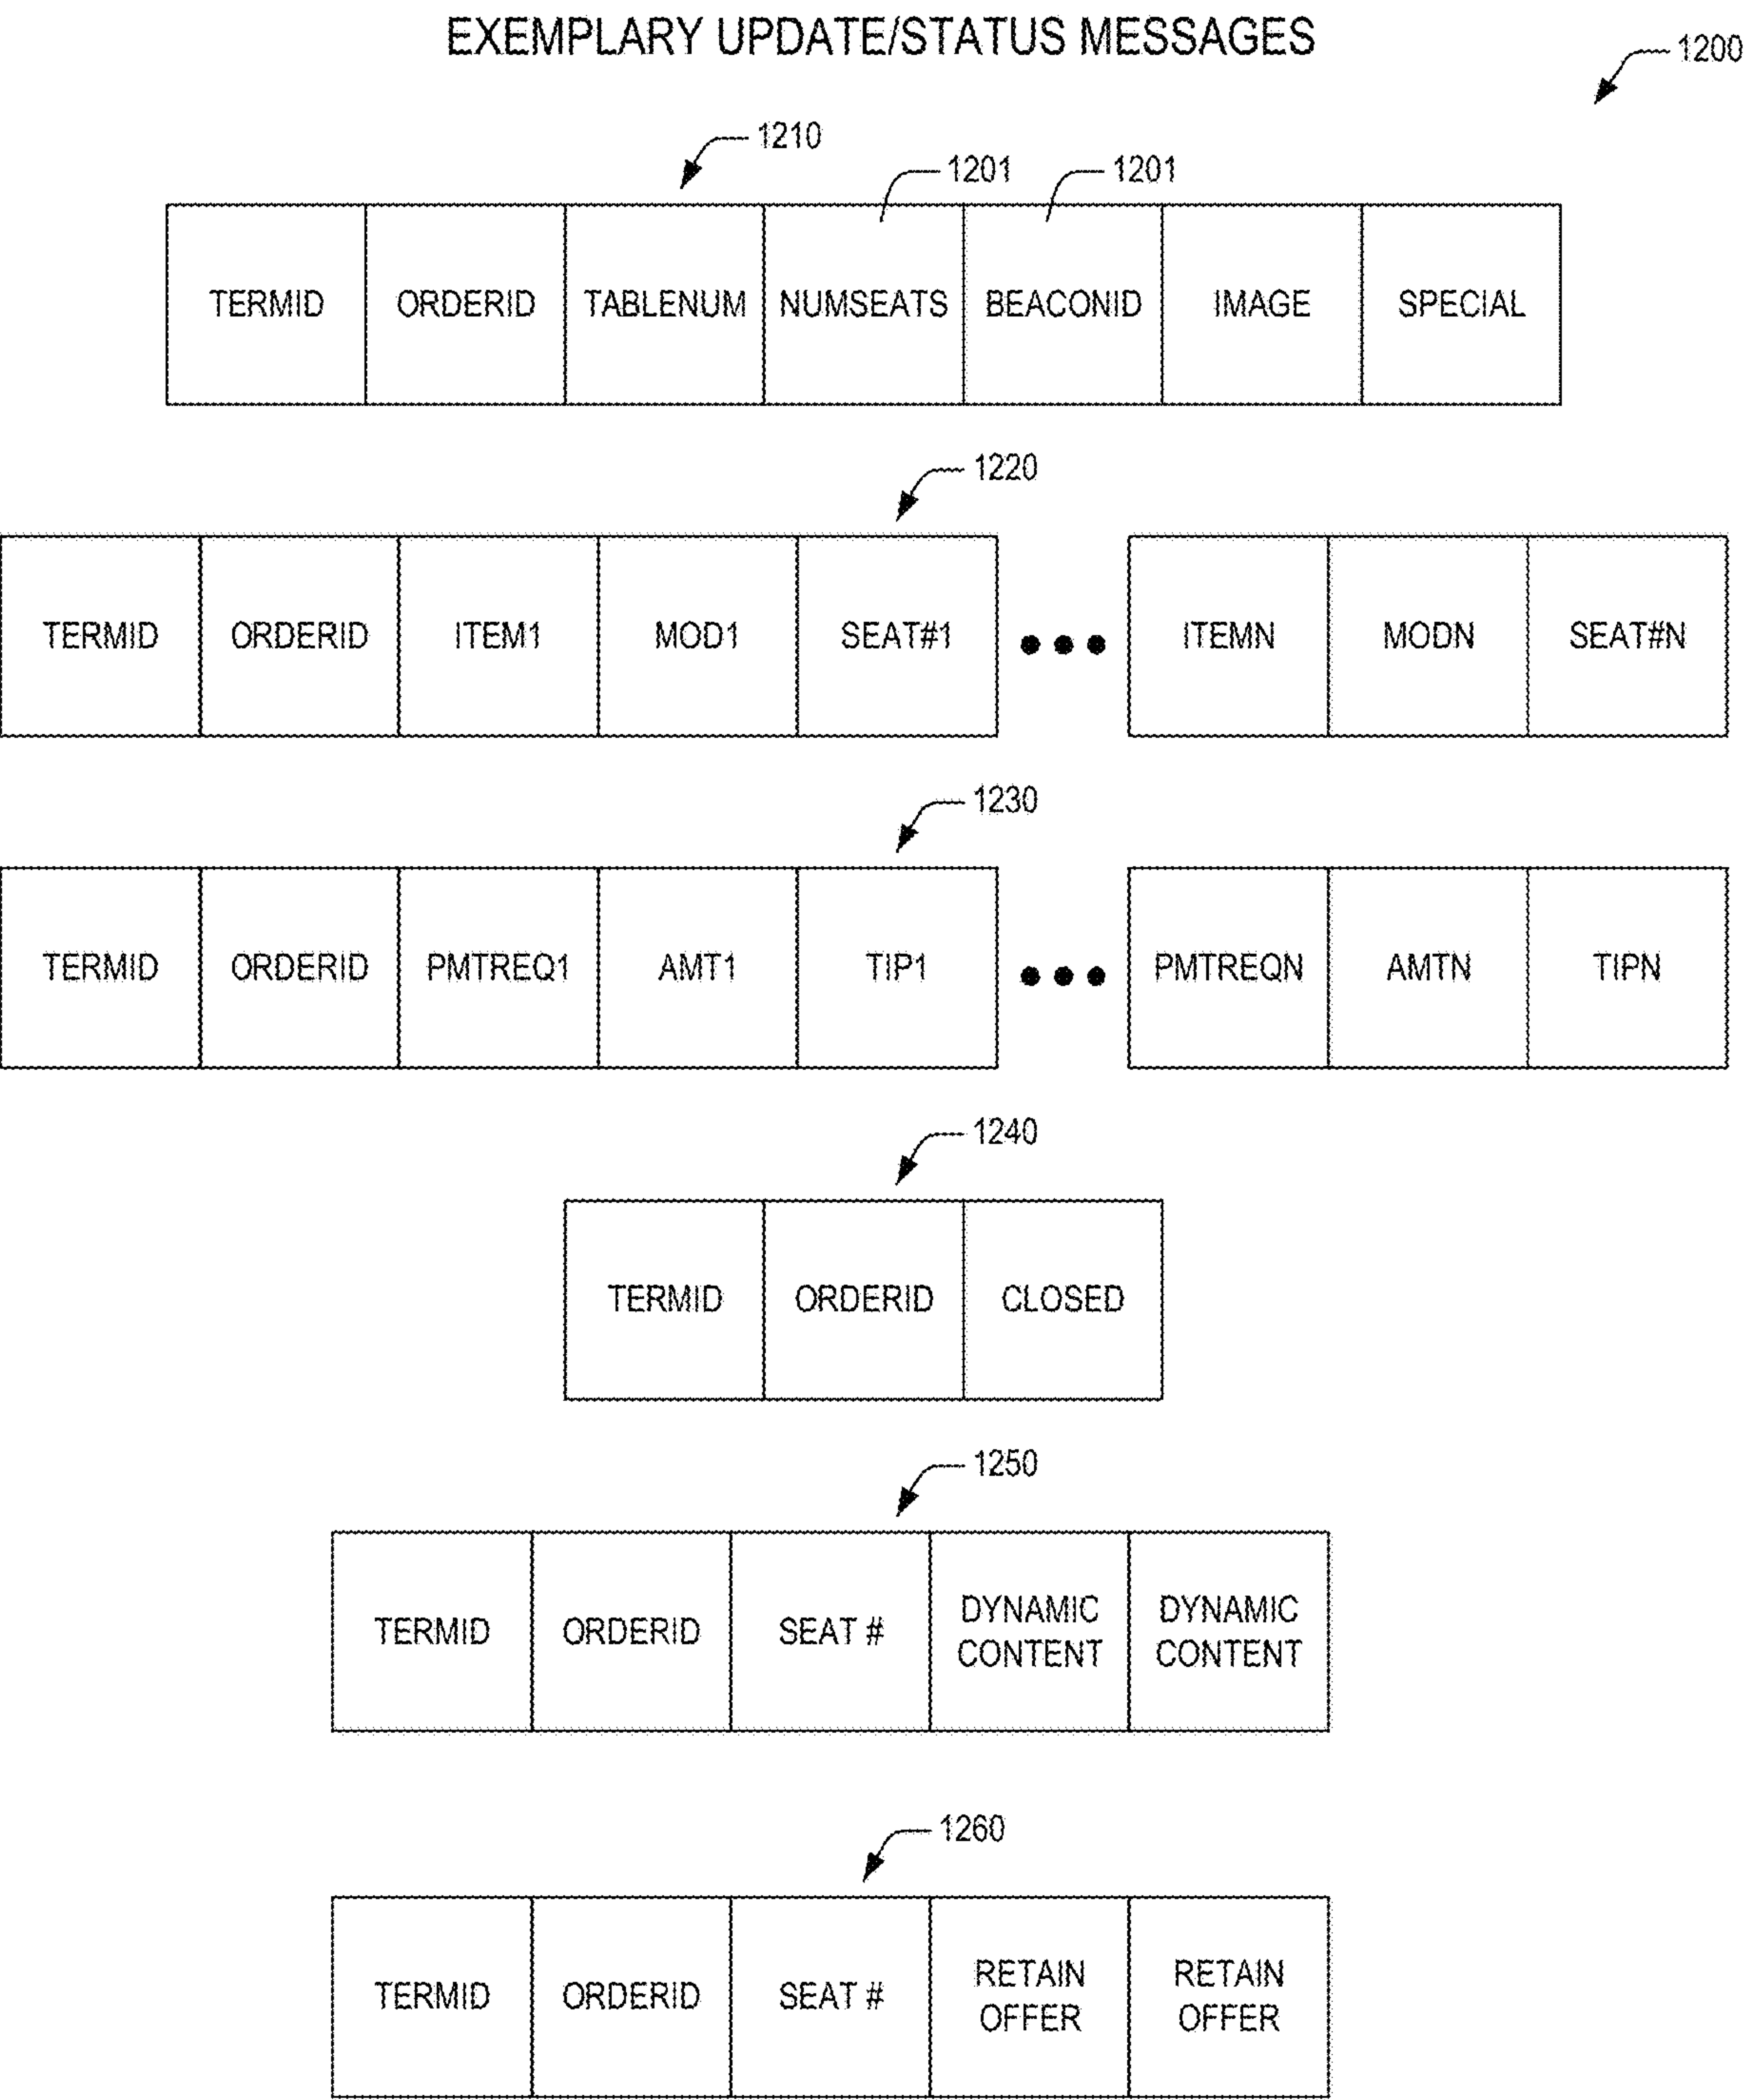 EXEMPLARY UPDATE/STATUS MESSAGES
1200
1210
1201 1201
TERMID ORDERID TABLENUM NUMSEATS BEACONID IMAGE SPECIAL
1220
TERMID ORDERID ITEM1 MOD1 SEAT#1 ••• ITEMN MODN SEAT#N
1230
TERMID ORDERID PMTREQ1 AMT1 TIP1 ••• PMTREQN AMTN TIPN
1240
TERMID ORDERID CLOSED
1250
TERMID ORDERID SEAT # DYNAMIC CONTENT DYNAMIC CONTENT
1260
TERMID ORDERID SEAT # RETAIN OFFER RETAIN OFFER